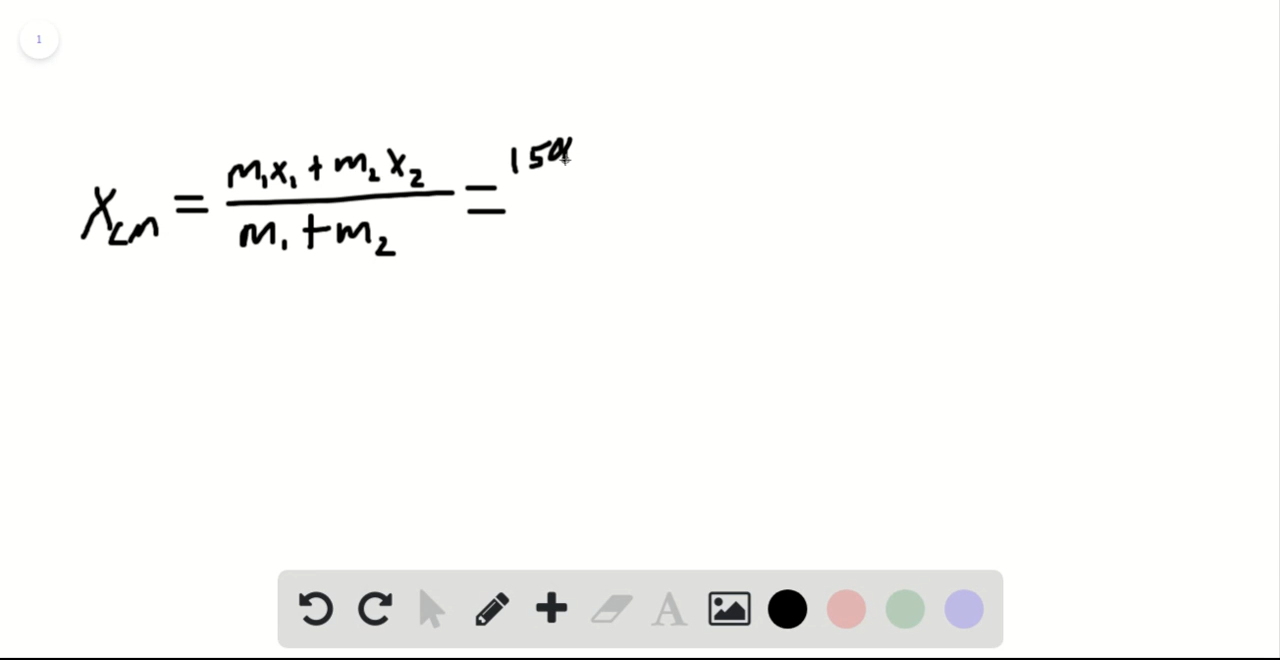 1
X_cm = (m₁x₁ + m₂x₂) / (m₁ + m₂) = 150
A